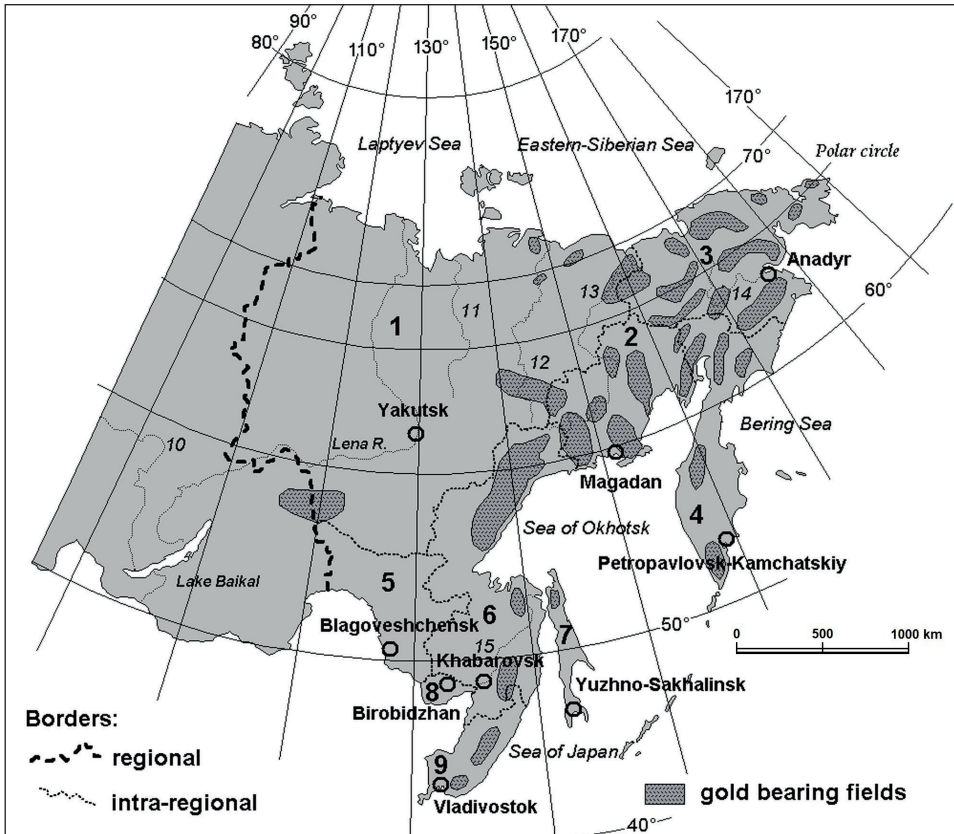 90°
80°
110°
130°
150°
170°
170°
Laptyev Sea
Eastern-Siberian Sea
70°
Polar circle
3
Anadyr
14
60°
13
11
1
2
12
Yakutsk
Bering Sea
10
Lena R.
Magadan
4
Sea of Okhotsk
Petropavlovsk-Kamchatskiy
Lake Baikal
5
6
7
50°
Blagoveshchensk
15
Khabarovsk
0 500 1000 km
8
Birobidzhan
Yuzhno-Sakhalinsk
Borders:
regional
Sea of Japan
9
intra-regional
gold bearing fields
Vladivostok
40°